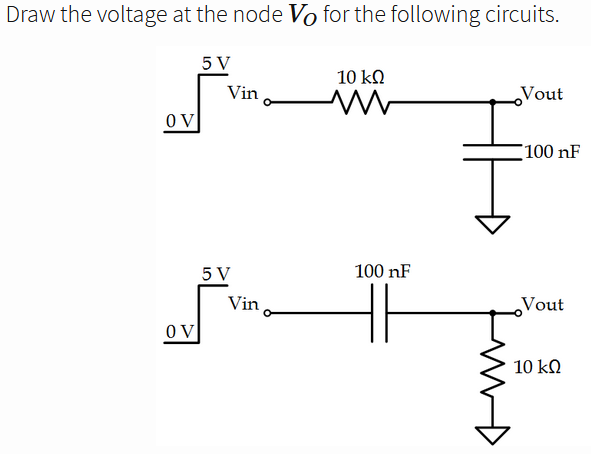 Draw the voltage at the node V_O for the following circuits.
5 V
10 kΩ
Vin
Vout
0 V
100 nF
5 V
100 nF
Vin
Vout
0 V
10 kΩ